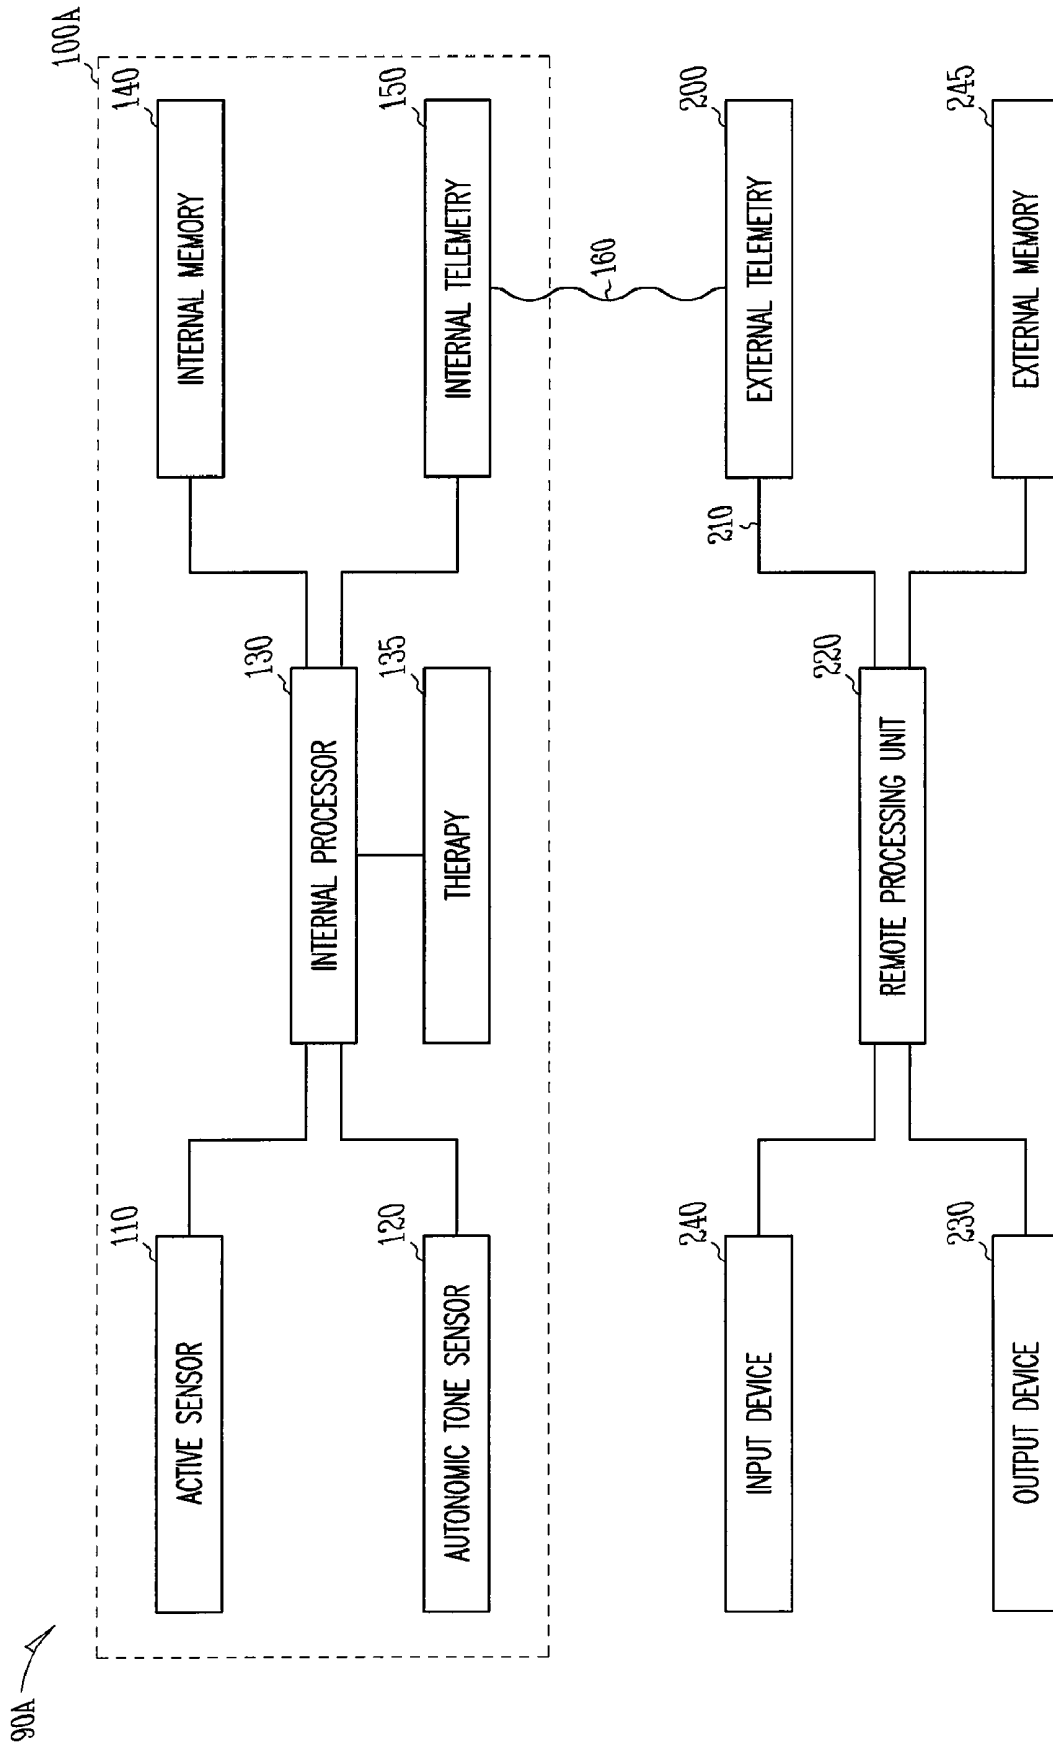 90A
100A
110
ACTIVE SENSOR
120
AUTONOMIC TONE SENSOR
130
INTERNAL PROCESSOR
135
THERAPY
140
INTERNAL MEMORY
150
INTERNAL TELEMETRY
160
240
INPUT DEVICE
230
OUTPUT DEVICE
220
REMOTE PROCESSING UNIT
210
200
EXTERNAL TELEMETRY
245
EXTERNAL MEMORY